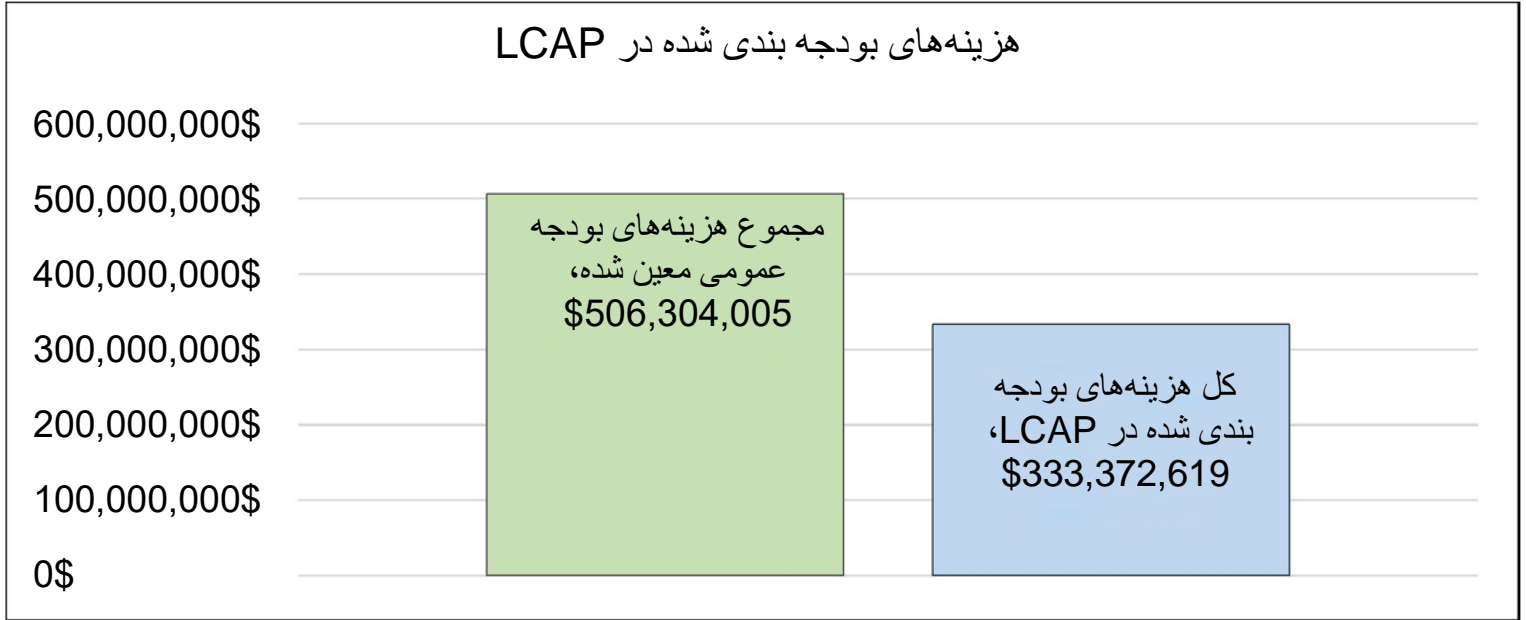 هزینه‌های بودجه بندی شده در LCAP
600,000,000$
500,000,000$
400,000,000$
300,000,000$
200,000,000$
100,000,000$
0$
مجموع هزینه‌های بودجه
عمومی معین شده،
$506,304,005
کل هزینه‌های بودجه
بندی شده در LCAP،
$333,372,619